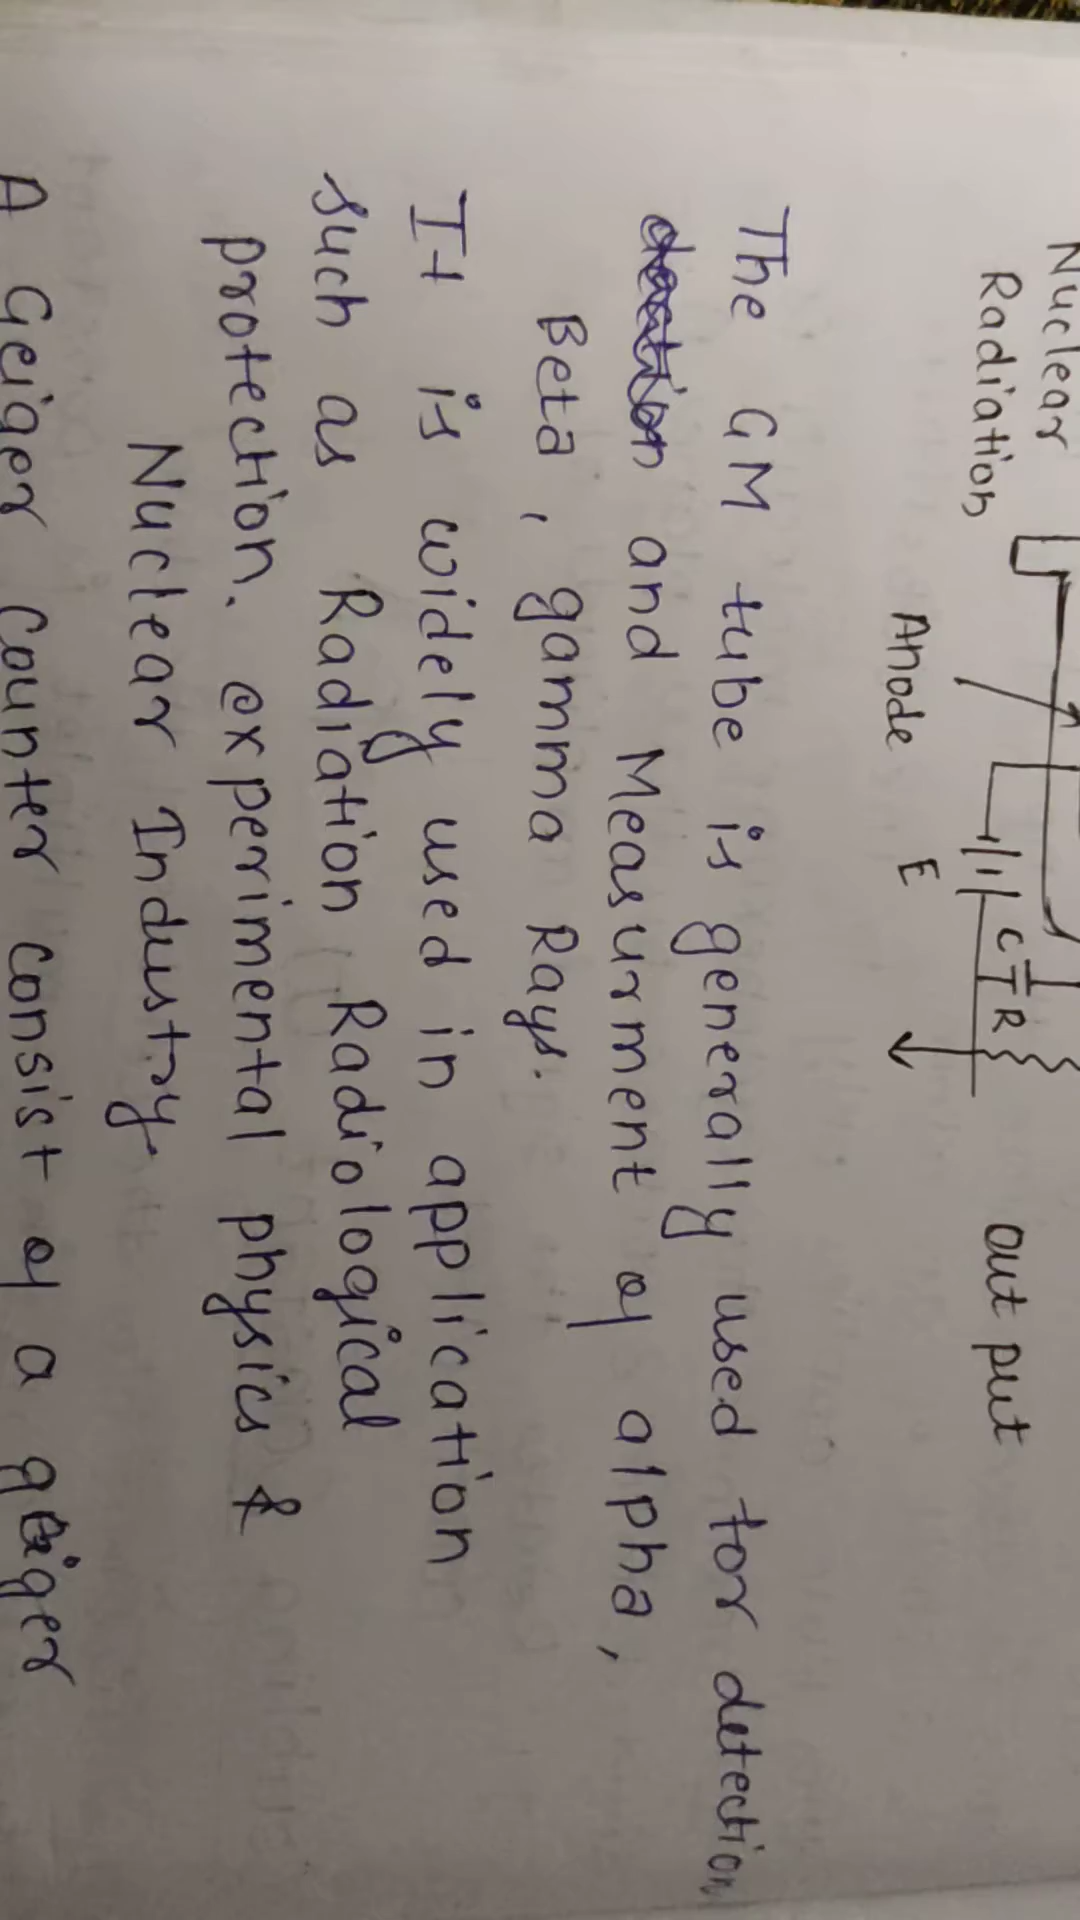 Nuclear
Radiation
Anode
E
C
R
out put
The GM tube is generally used for detection
and Measurment of alpha,
Beta, gamma Rays.
It is widely used in application
such as Radiation, Radiological
protection. experimental physics &
Nuclear Industry.
A Geiger Counter consist of a geiger